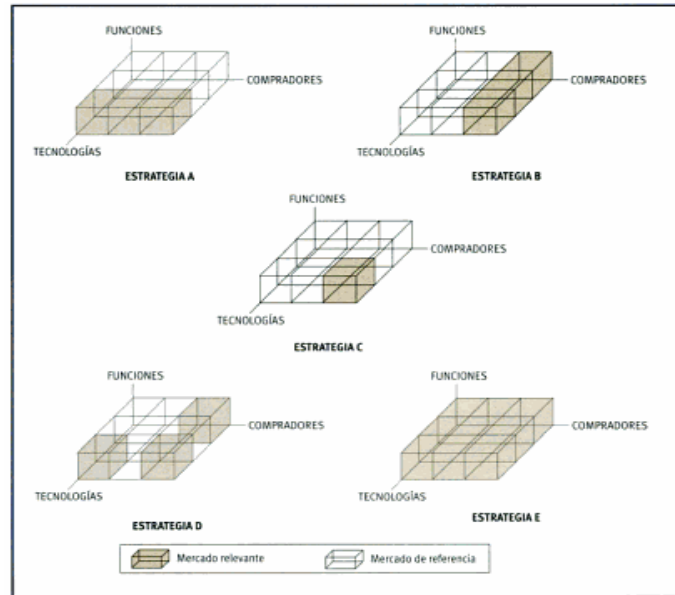 FUNCIONES
COMPRADORES
TECNOLOGÍAS
ESTRATEGIA A
FUNCIONES
COMPRADORES
TECNOLOGÍAS
ESTRATEGIA B
FUNCIONES
COMPRADORES
TECNOLOGÍAS
ESTRATEGIA C
FUNCIONES
COMPRADORES
TECNOLOGÍAS
ESTRATEGIA D
FUNCIONES
COMPRADORES
TECNOLOGÍAS
ESTRATEGIA E
Mercado relevante
Mercado de referencia